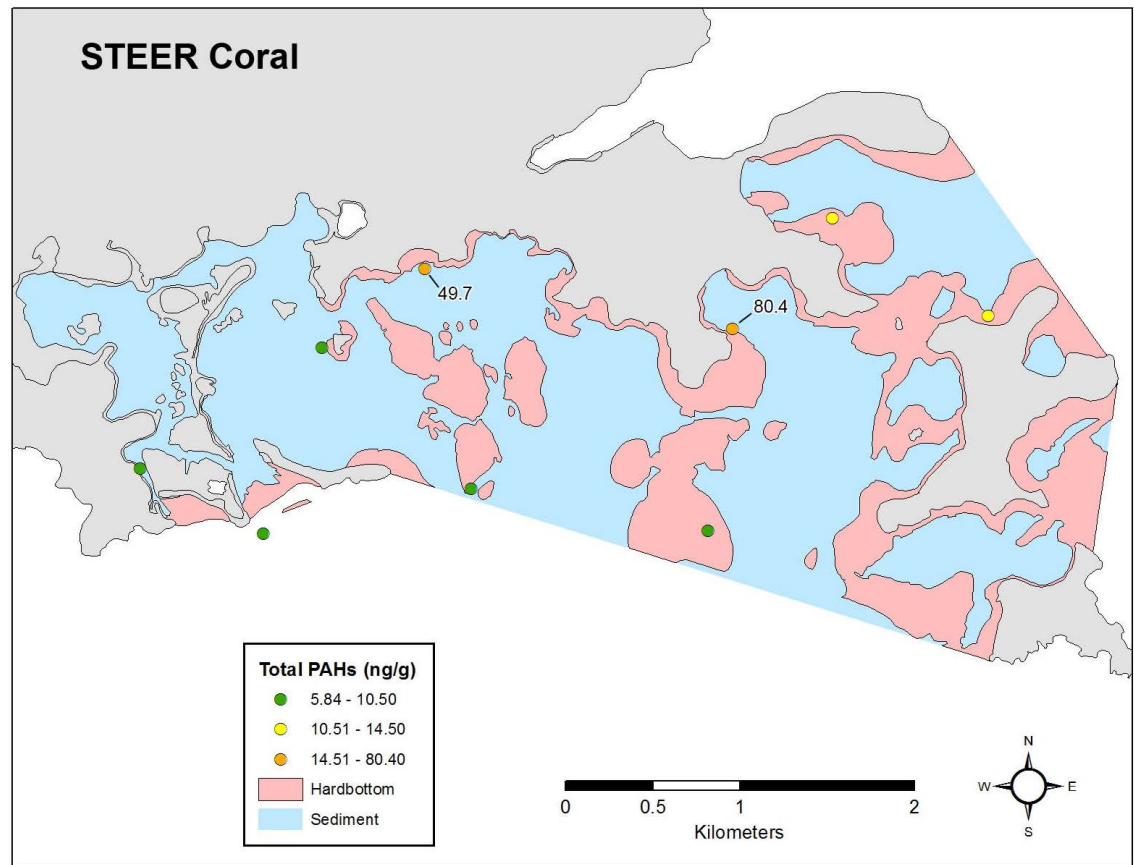 STEER Coral
49.7
80.4
Total PAHs (ng/g)
5.84 - 10.50
10.51 - 14.50
14.51 - 80.40
Hardbottom
Sediment
0 0.5 1 2
Kilometers
N
W E
S